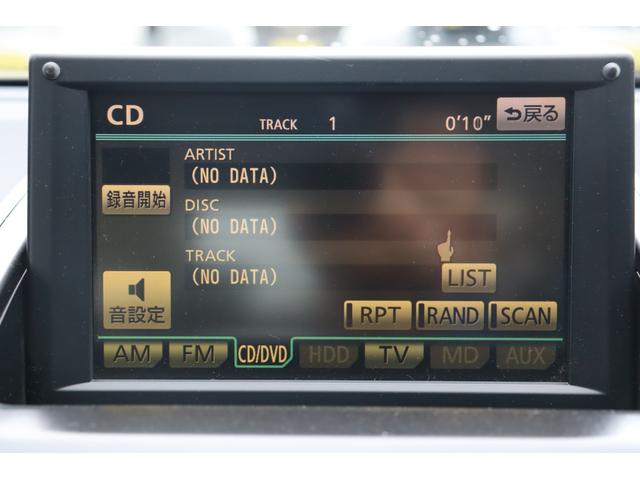 CD
TRACK 1 0'10" 戻る
ARTIST
(NO DATA)
録音開始
DISC
(NO DATA)
TRACK
(NO DATA)
LIST
音設定
RPT RAND SCAN
AM FM CD/DVD HDD TV MD AUX